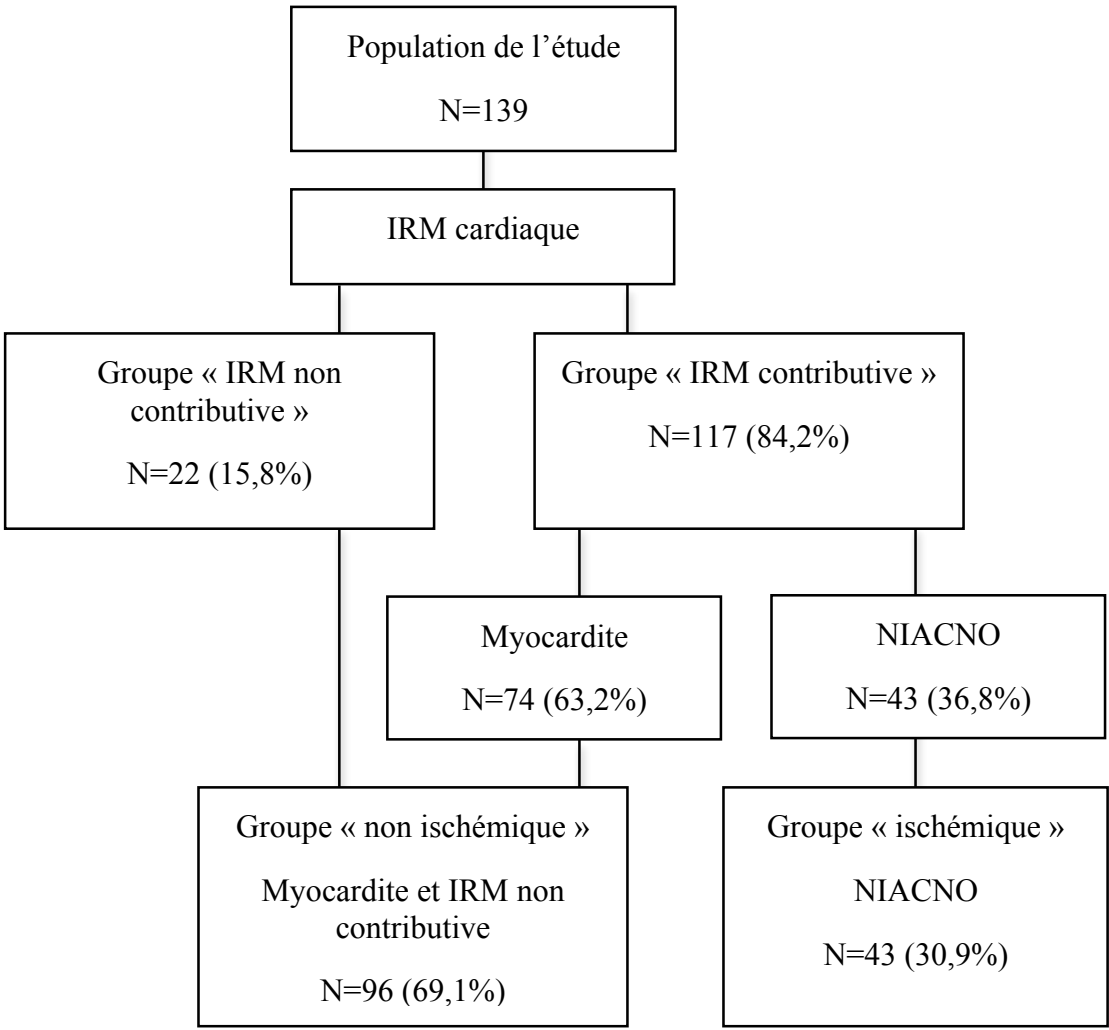 Population de l’étude
N=139
IRM cardiaque
Groupe « IRM non
contributive »
N=22 (15,8%)
Groupe « IRM contributive »
N=117 (84,2%)
Myocardite
N=74 (63,2%)
NIACNO
N=43 (36,8%)
Groupe « non ischémique »
Myocardite et IRM non
contributive
N=96 (69,1%)
Groupe « ischémique »
NIACNO
N=43 (30,9%)